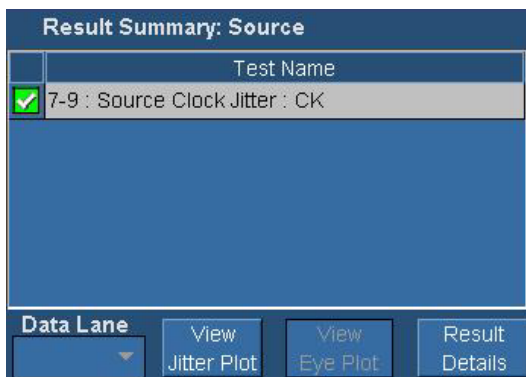 Result Summary: Source
Test Name
7-9 : Source Clock Jitter : CK
Data Lane
View
Jitter Plot
View
Eye Plot
Result
Details